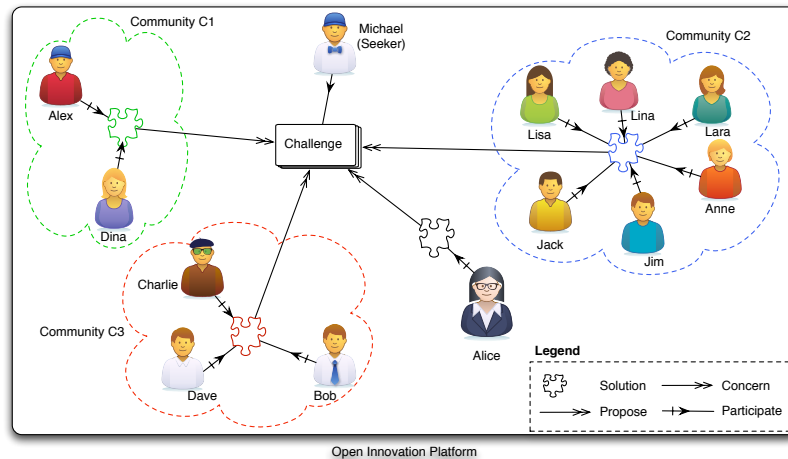 Community C1
Michael
(Seeker)
Community C2
Alex
Lisa
Lina
Lara
Challenge
Dina
Anne
Jack
Jim
Charlie
Community C3
Alice
Dave
Bob
Legend
Solution
Concern
Propose
Participate
Open Innovation Platform